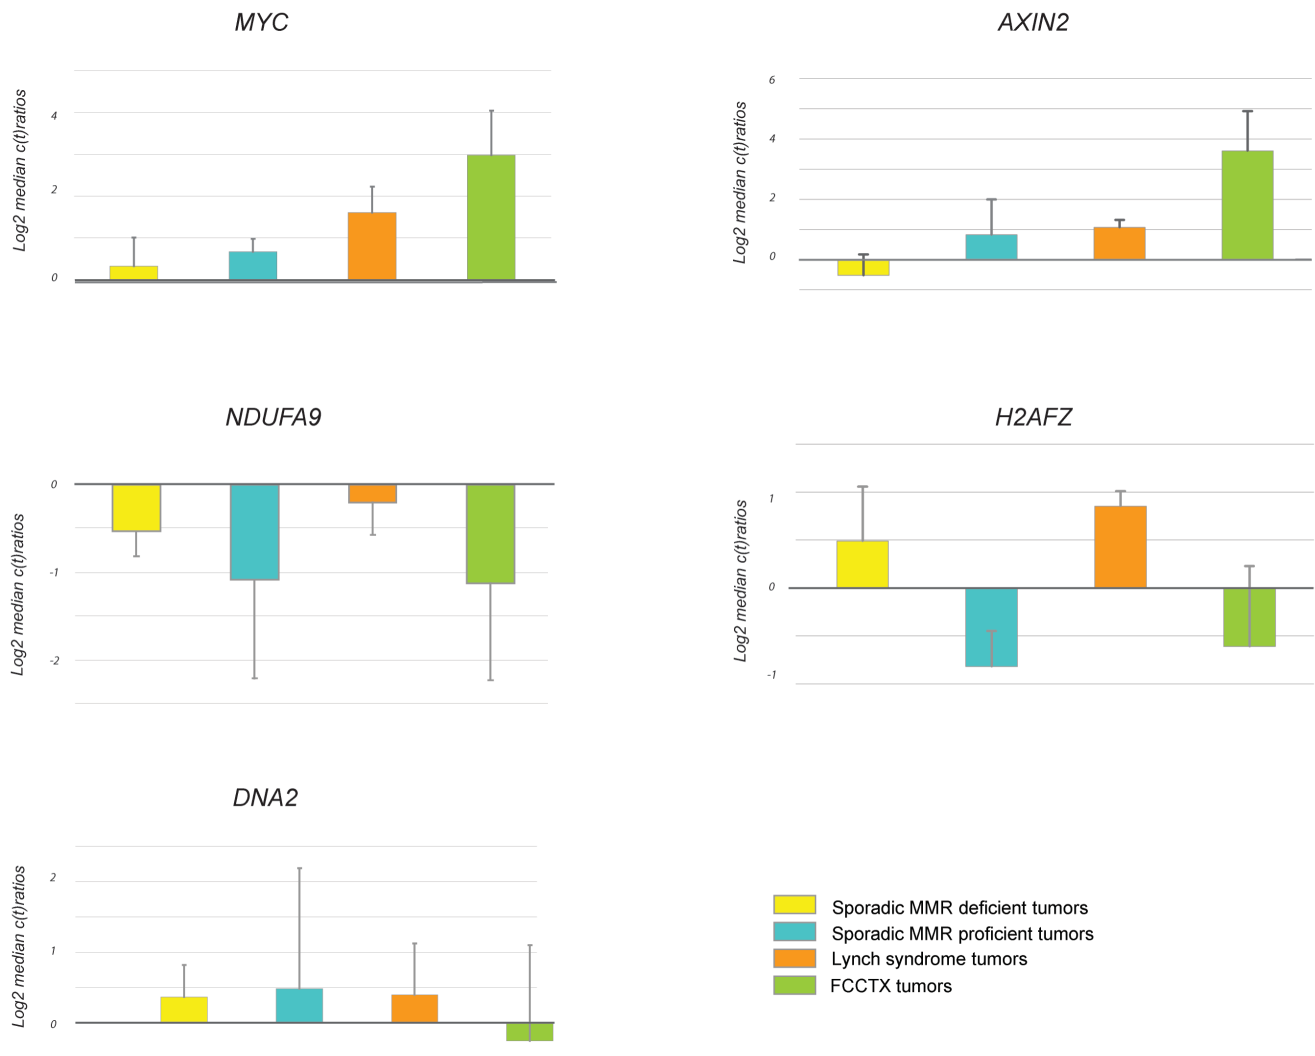 MYC
Log2 median c(t)ratios
4
2
0
AXIN2
Log2 median c(t)ratios
6
4
2
0
NDUFA9
Log2 median c(t)ratios
0
-1
-2
H2AFZ
Log2 median c(t)ratios
1
0
-1
DNA2
Log2 median c(t)ratios
2
1
0
Sporadic MMR deficient tumors
Sporadic MMR proficient tumors
Lynch syndrome tumors
FCCTX tumors